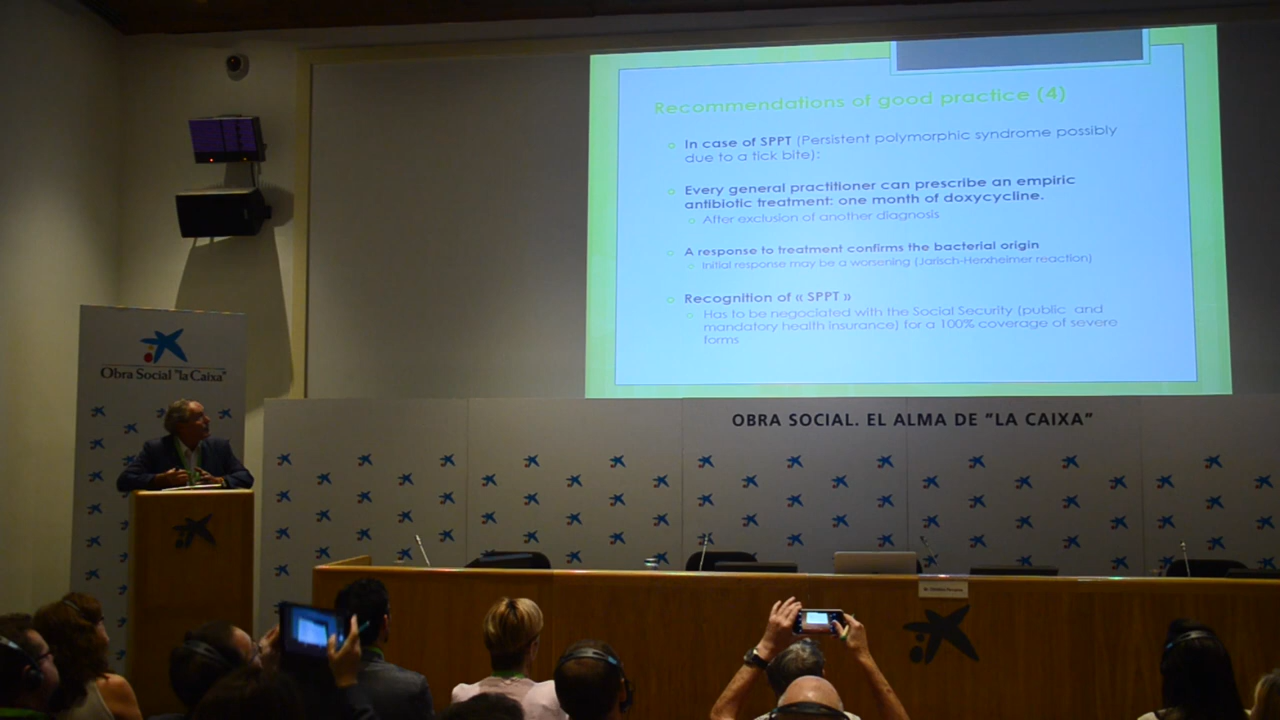 Recommendations of good practice (4)
In case of SPPT (Persistent polymorphic syndrome possibly
due to a tick bite):
Every general practitioner can prescribe an empiric
antibiotic treatment: one month of doxycycline.
After exclusion of another diagnosis
A response to treatment confirms the bacterial origin
Initial response may be a worsening (Jarisch-Herxheimer reaction)
Recognition of « SPPT »
Has to be negociated with the Social Security (public and
mandatory health insurance) for a 100% coverage of severe
forms
Obra Social "la Caixa"
OBRA SOCIAL. EL ALMA DE "LA CAIXA"